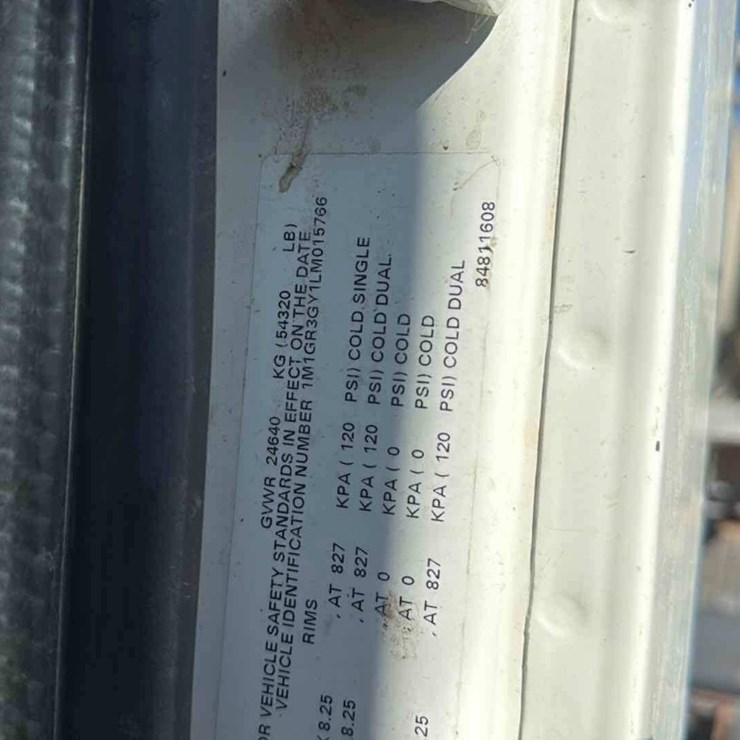 GVWR 24640 KG (54320 LB)
OR VEHICLE SAFETY STANDARDS IN EFFECT ON THE DATE
VEHICLE IDENTIFICATION NUMBER 1M1GR3GY1LM015766
RIMS
X 8.25 , AT 827 KPA ( 120 PSI) COLD SINGLE
8.25 , AT 827 KPA ( 120 PSI) COLD DUAL.
, AT 0 KPA ( 0 PSI) COLD
, AT 0 KPA ( 0 PSI) COLD
25 , AT 827 KPA ( 120 PSI) COLD DUAL
84811608